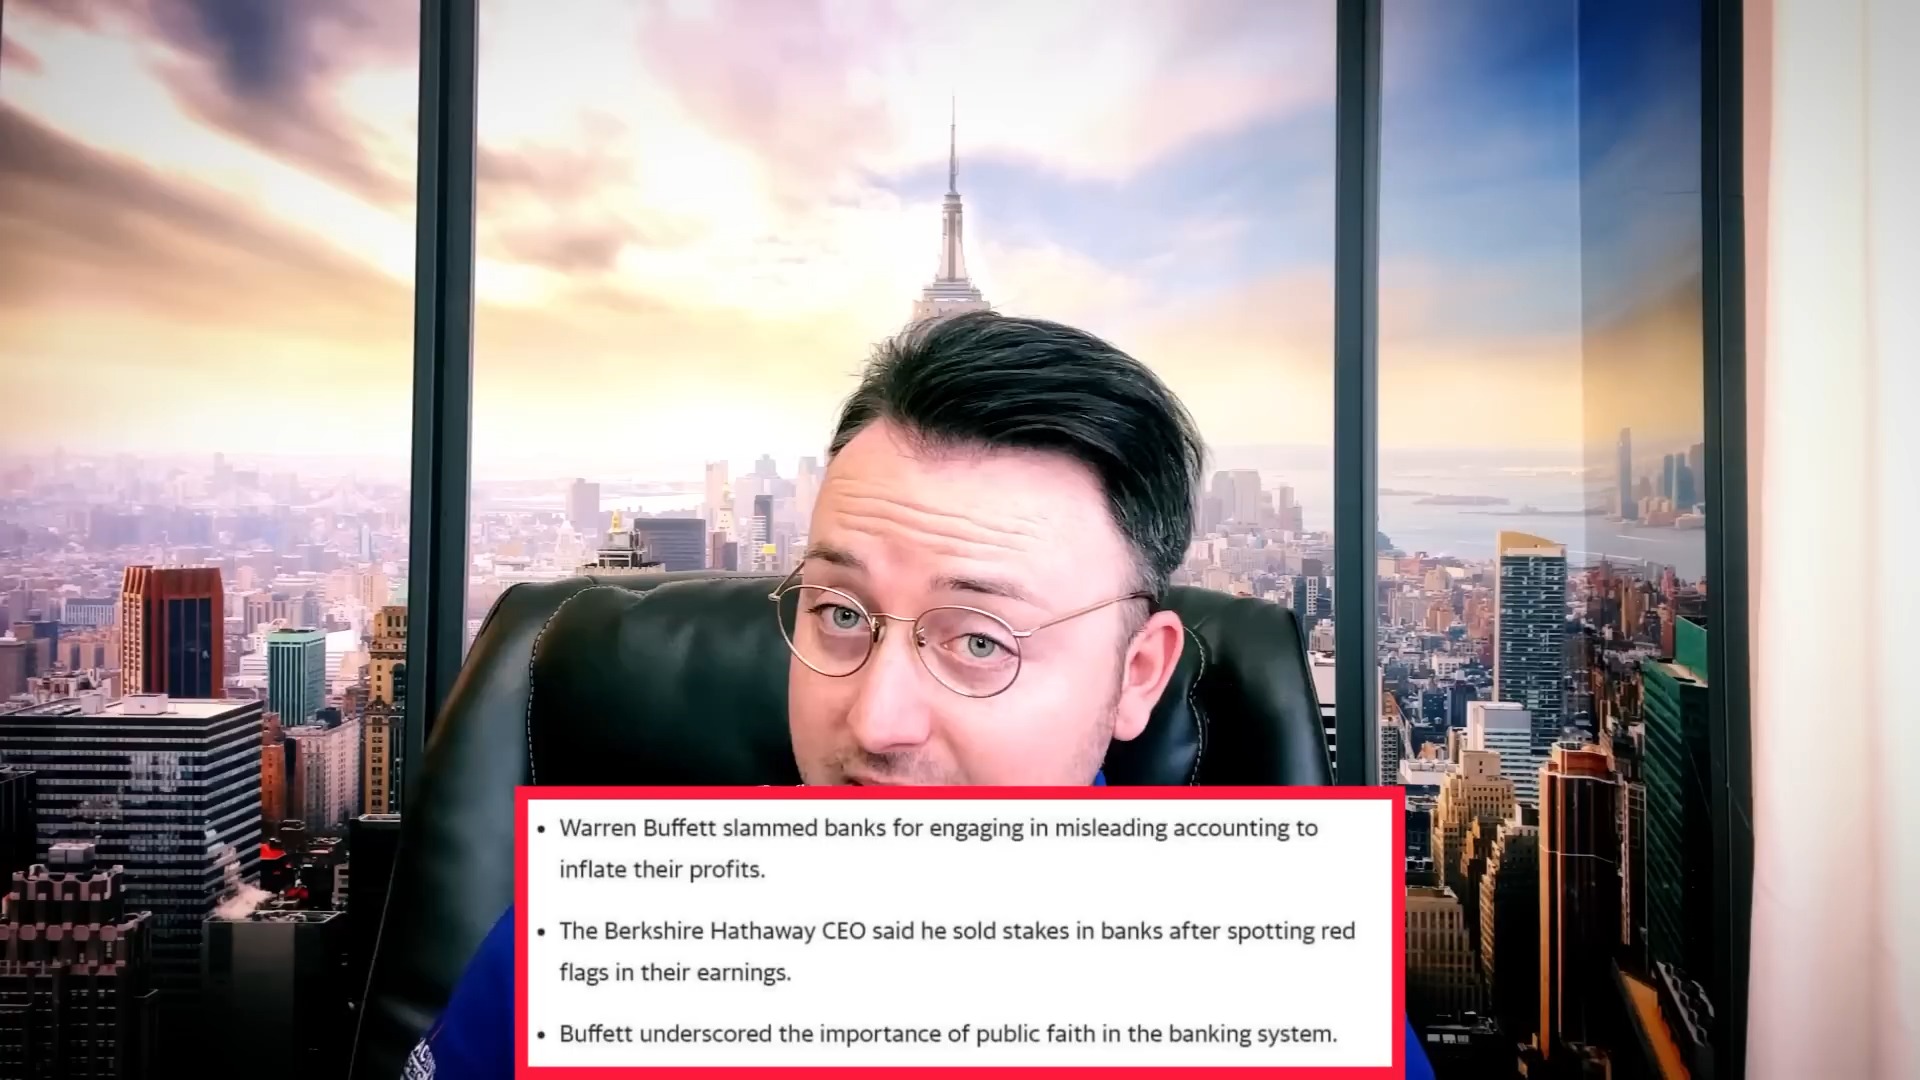 • Warren Buffett slammed banks for engaging in misleading accounting to
inflate their profits.
• The Berkshire Hathaway CEO said he sold stakes in banks after spotting red
flags in their earnings.
• Buffett underscored the importance of public faith in the banking system.